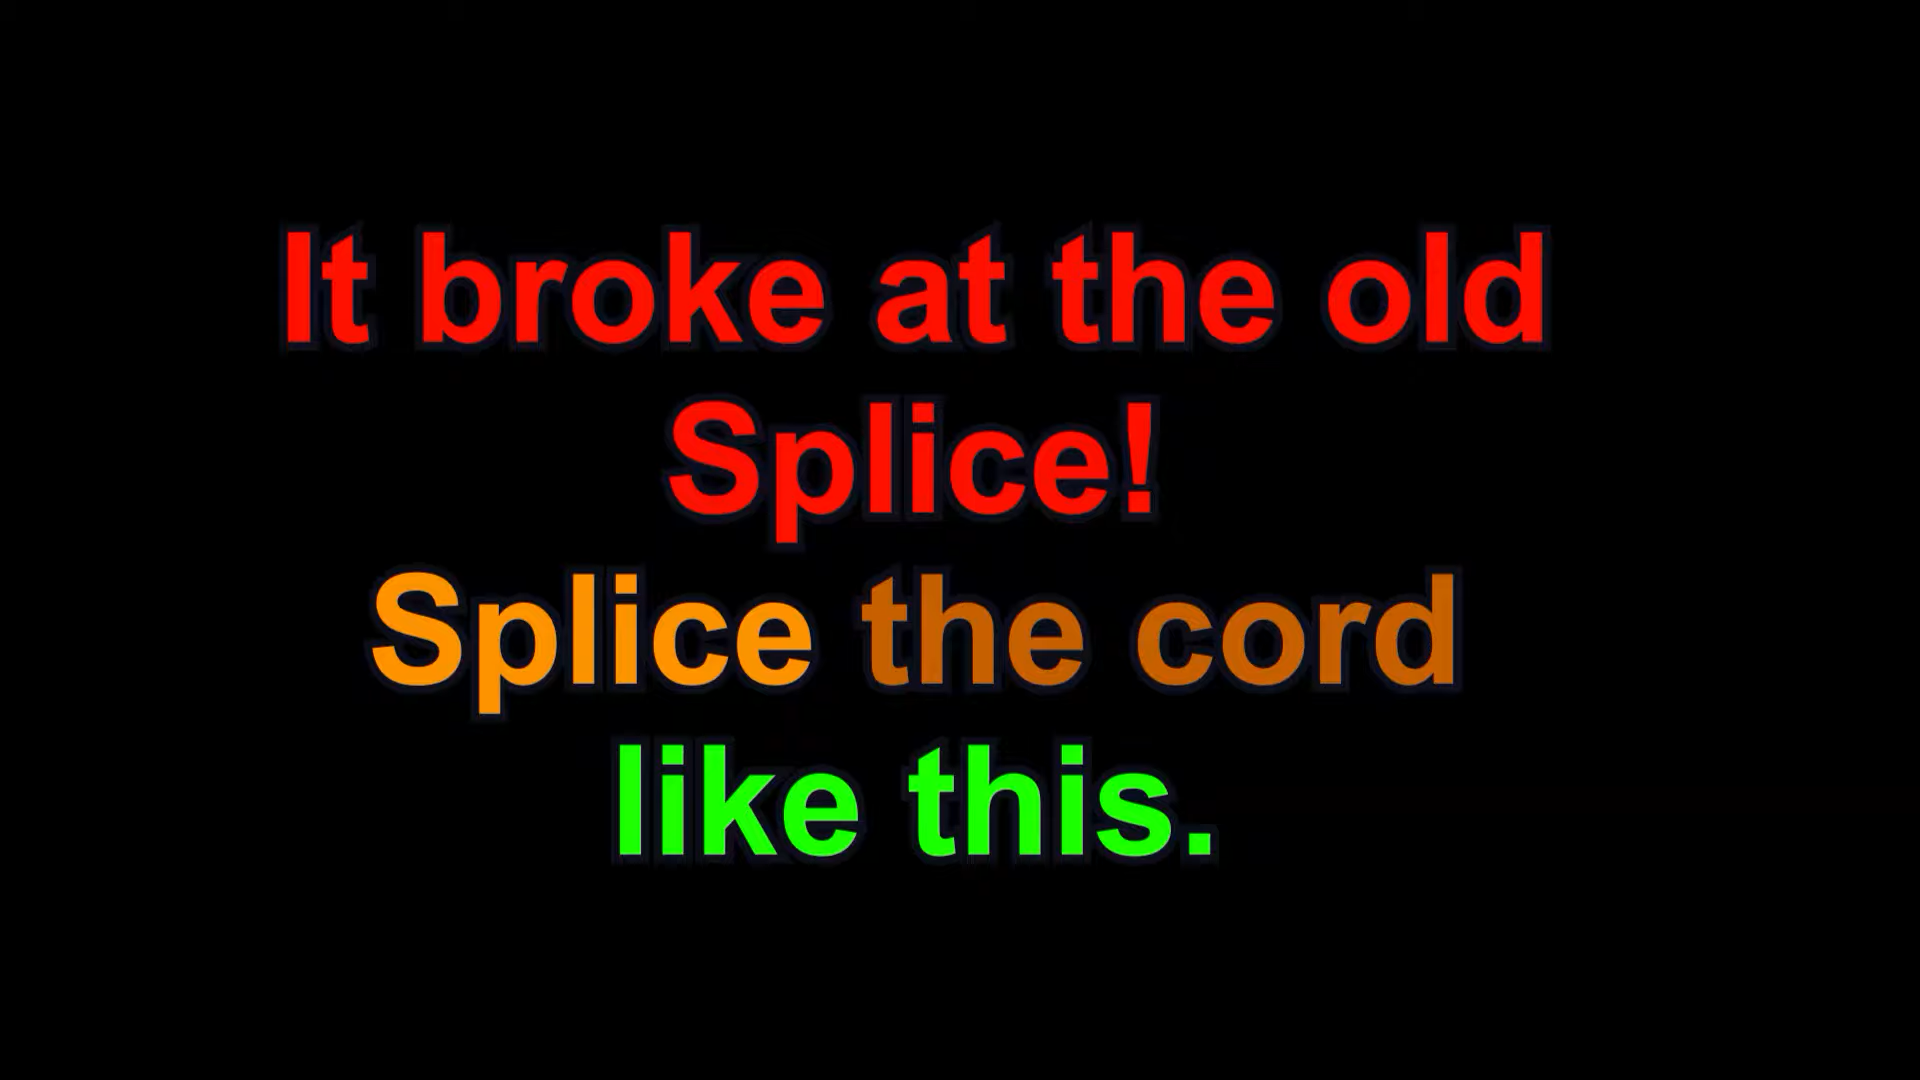 It broke at the old
Splice!
Splice the cord
like this.